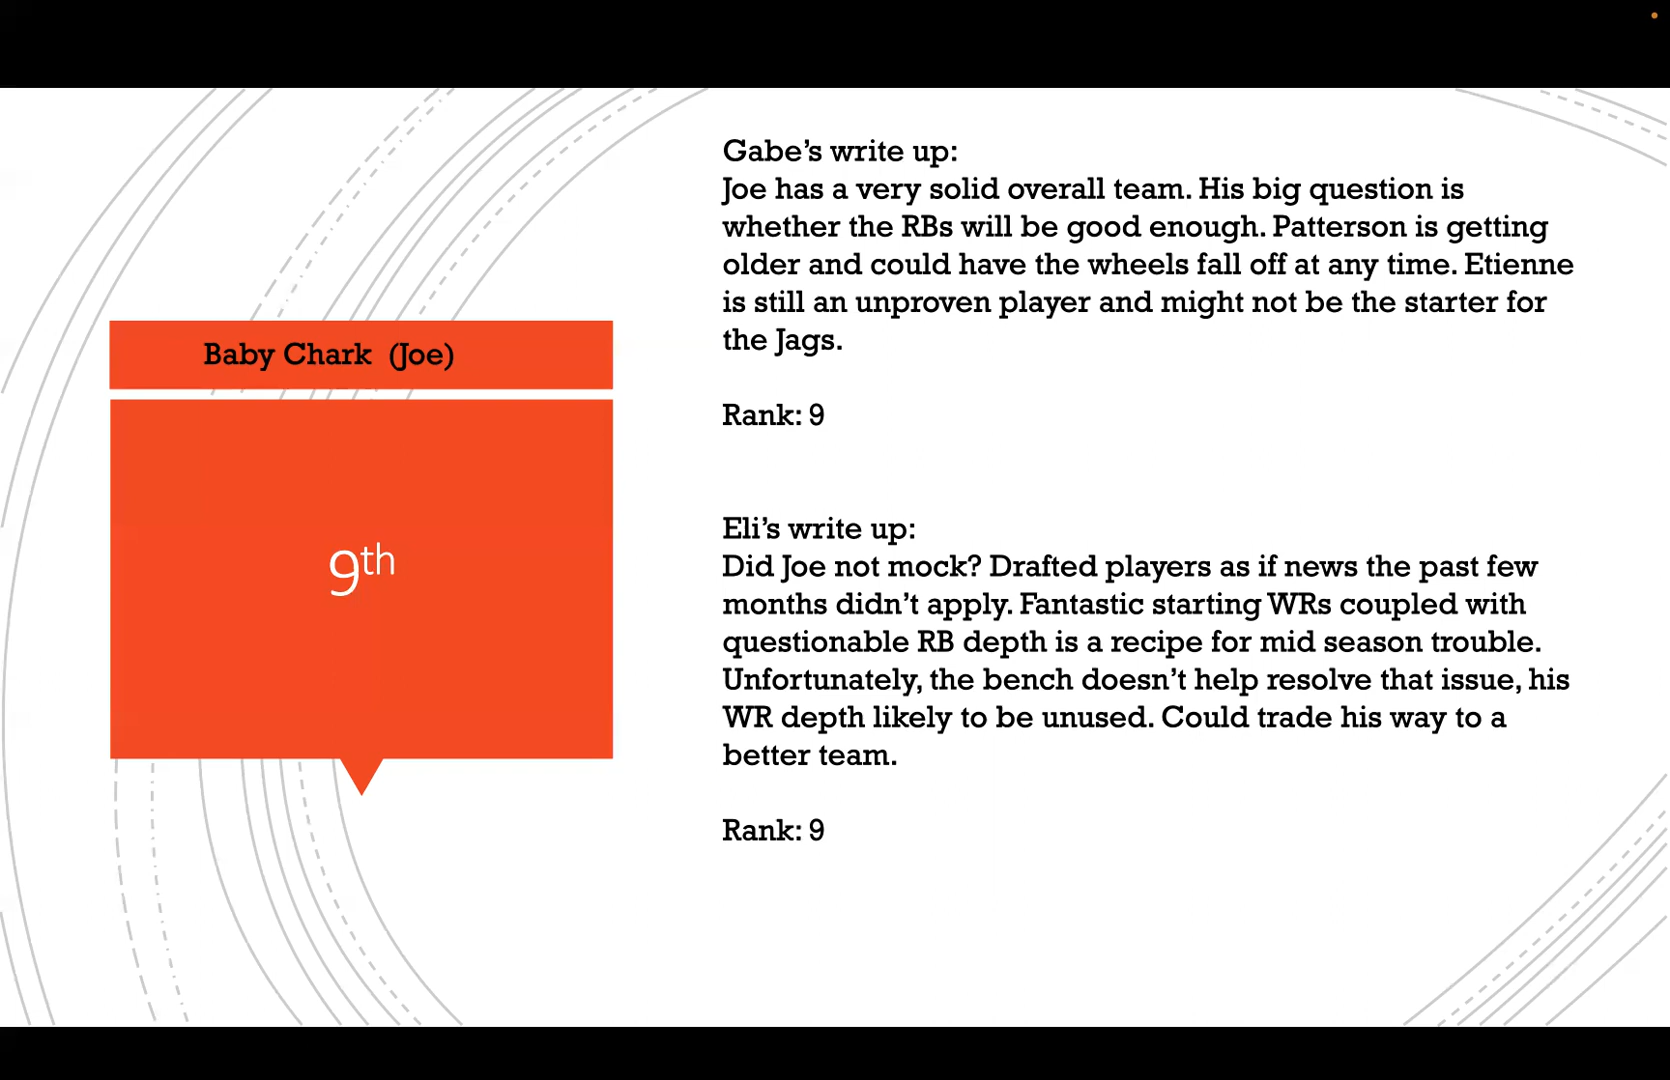 Baby Chark (Joe)
9th
Gabe’s write up:
Joe has a very solid overall team. His big question is
whether the RBs will be good enough. Patterson is getting
older and could have the wheels fall off at any time. Etienne
is still an unproven player and might not be the starter for
the Jags.
Rank: 9
Eli’s write up:
Did Joe not mock? Drafted players as if news the past few
months didn’t apply. Fantastic starting WRs coupled with
questionable RB depth is a recipe for mid season trouble.
Unfortunately, the bench doesn’t help resolve that issue, his
WR depth likely to be unused. Could trade his way to a
better team.
Rank: 9